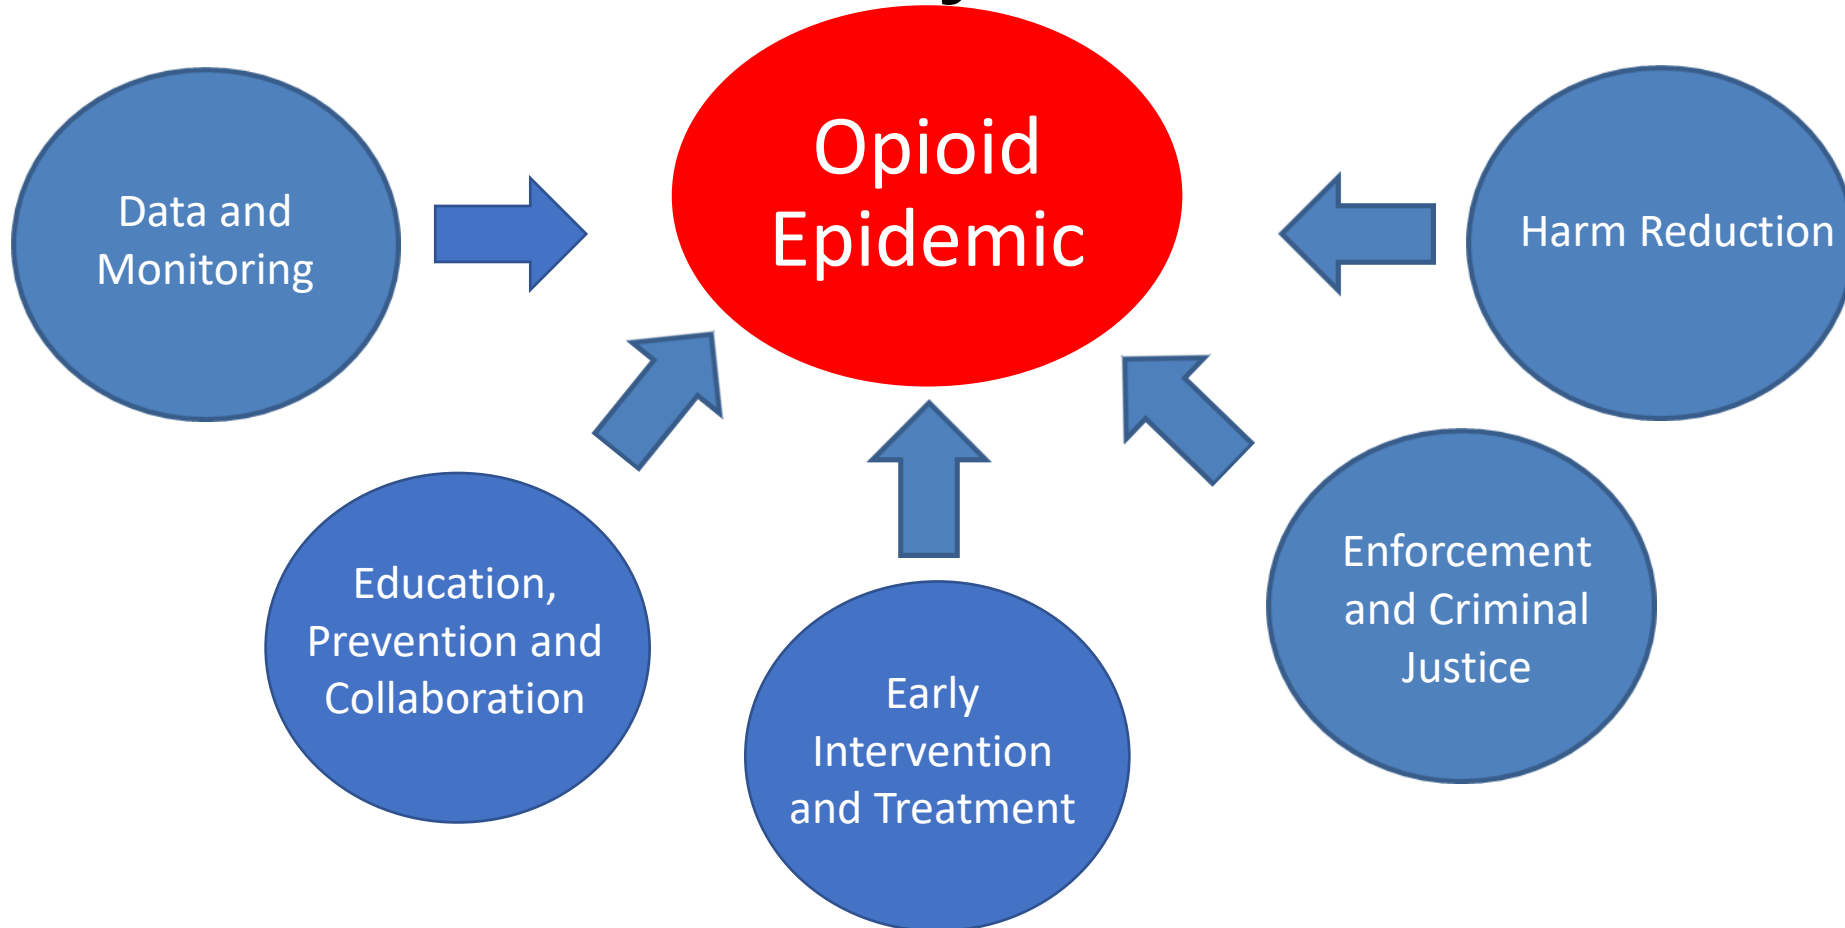 Opioid
Epidemic
Data and
Monitoring
Harm Reduction
Education,
Prevention and
Collaboration
Early
Intervention
and Treatment
Enforcement
and Criminal
Justice